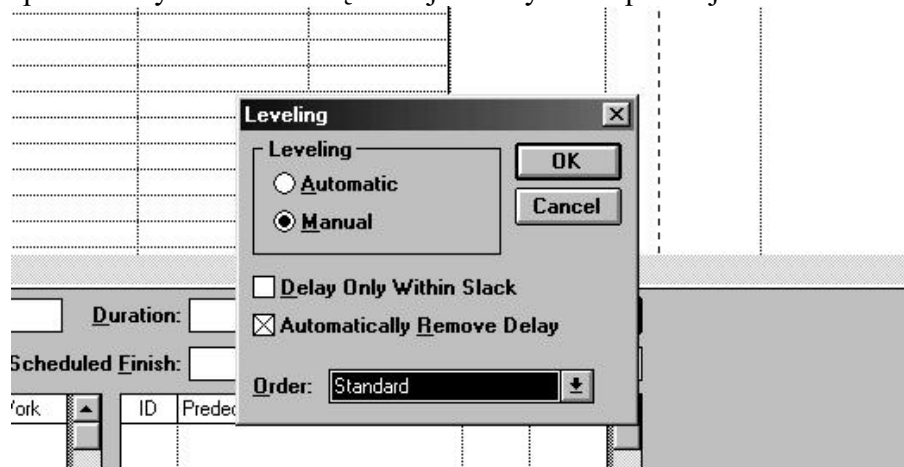 Leveling
Leveling
Automatic
Manual
OK
Cancel
Delay Only Within Slack
Automatically Remove Delay
Order: Standard
Duration:
Scheduled Finish:
ID